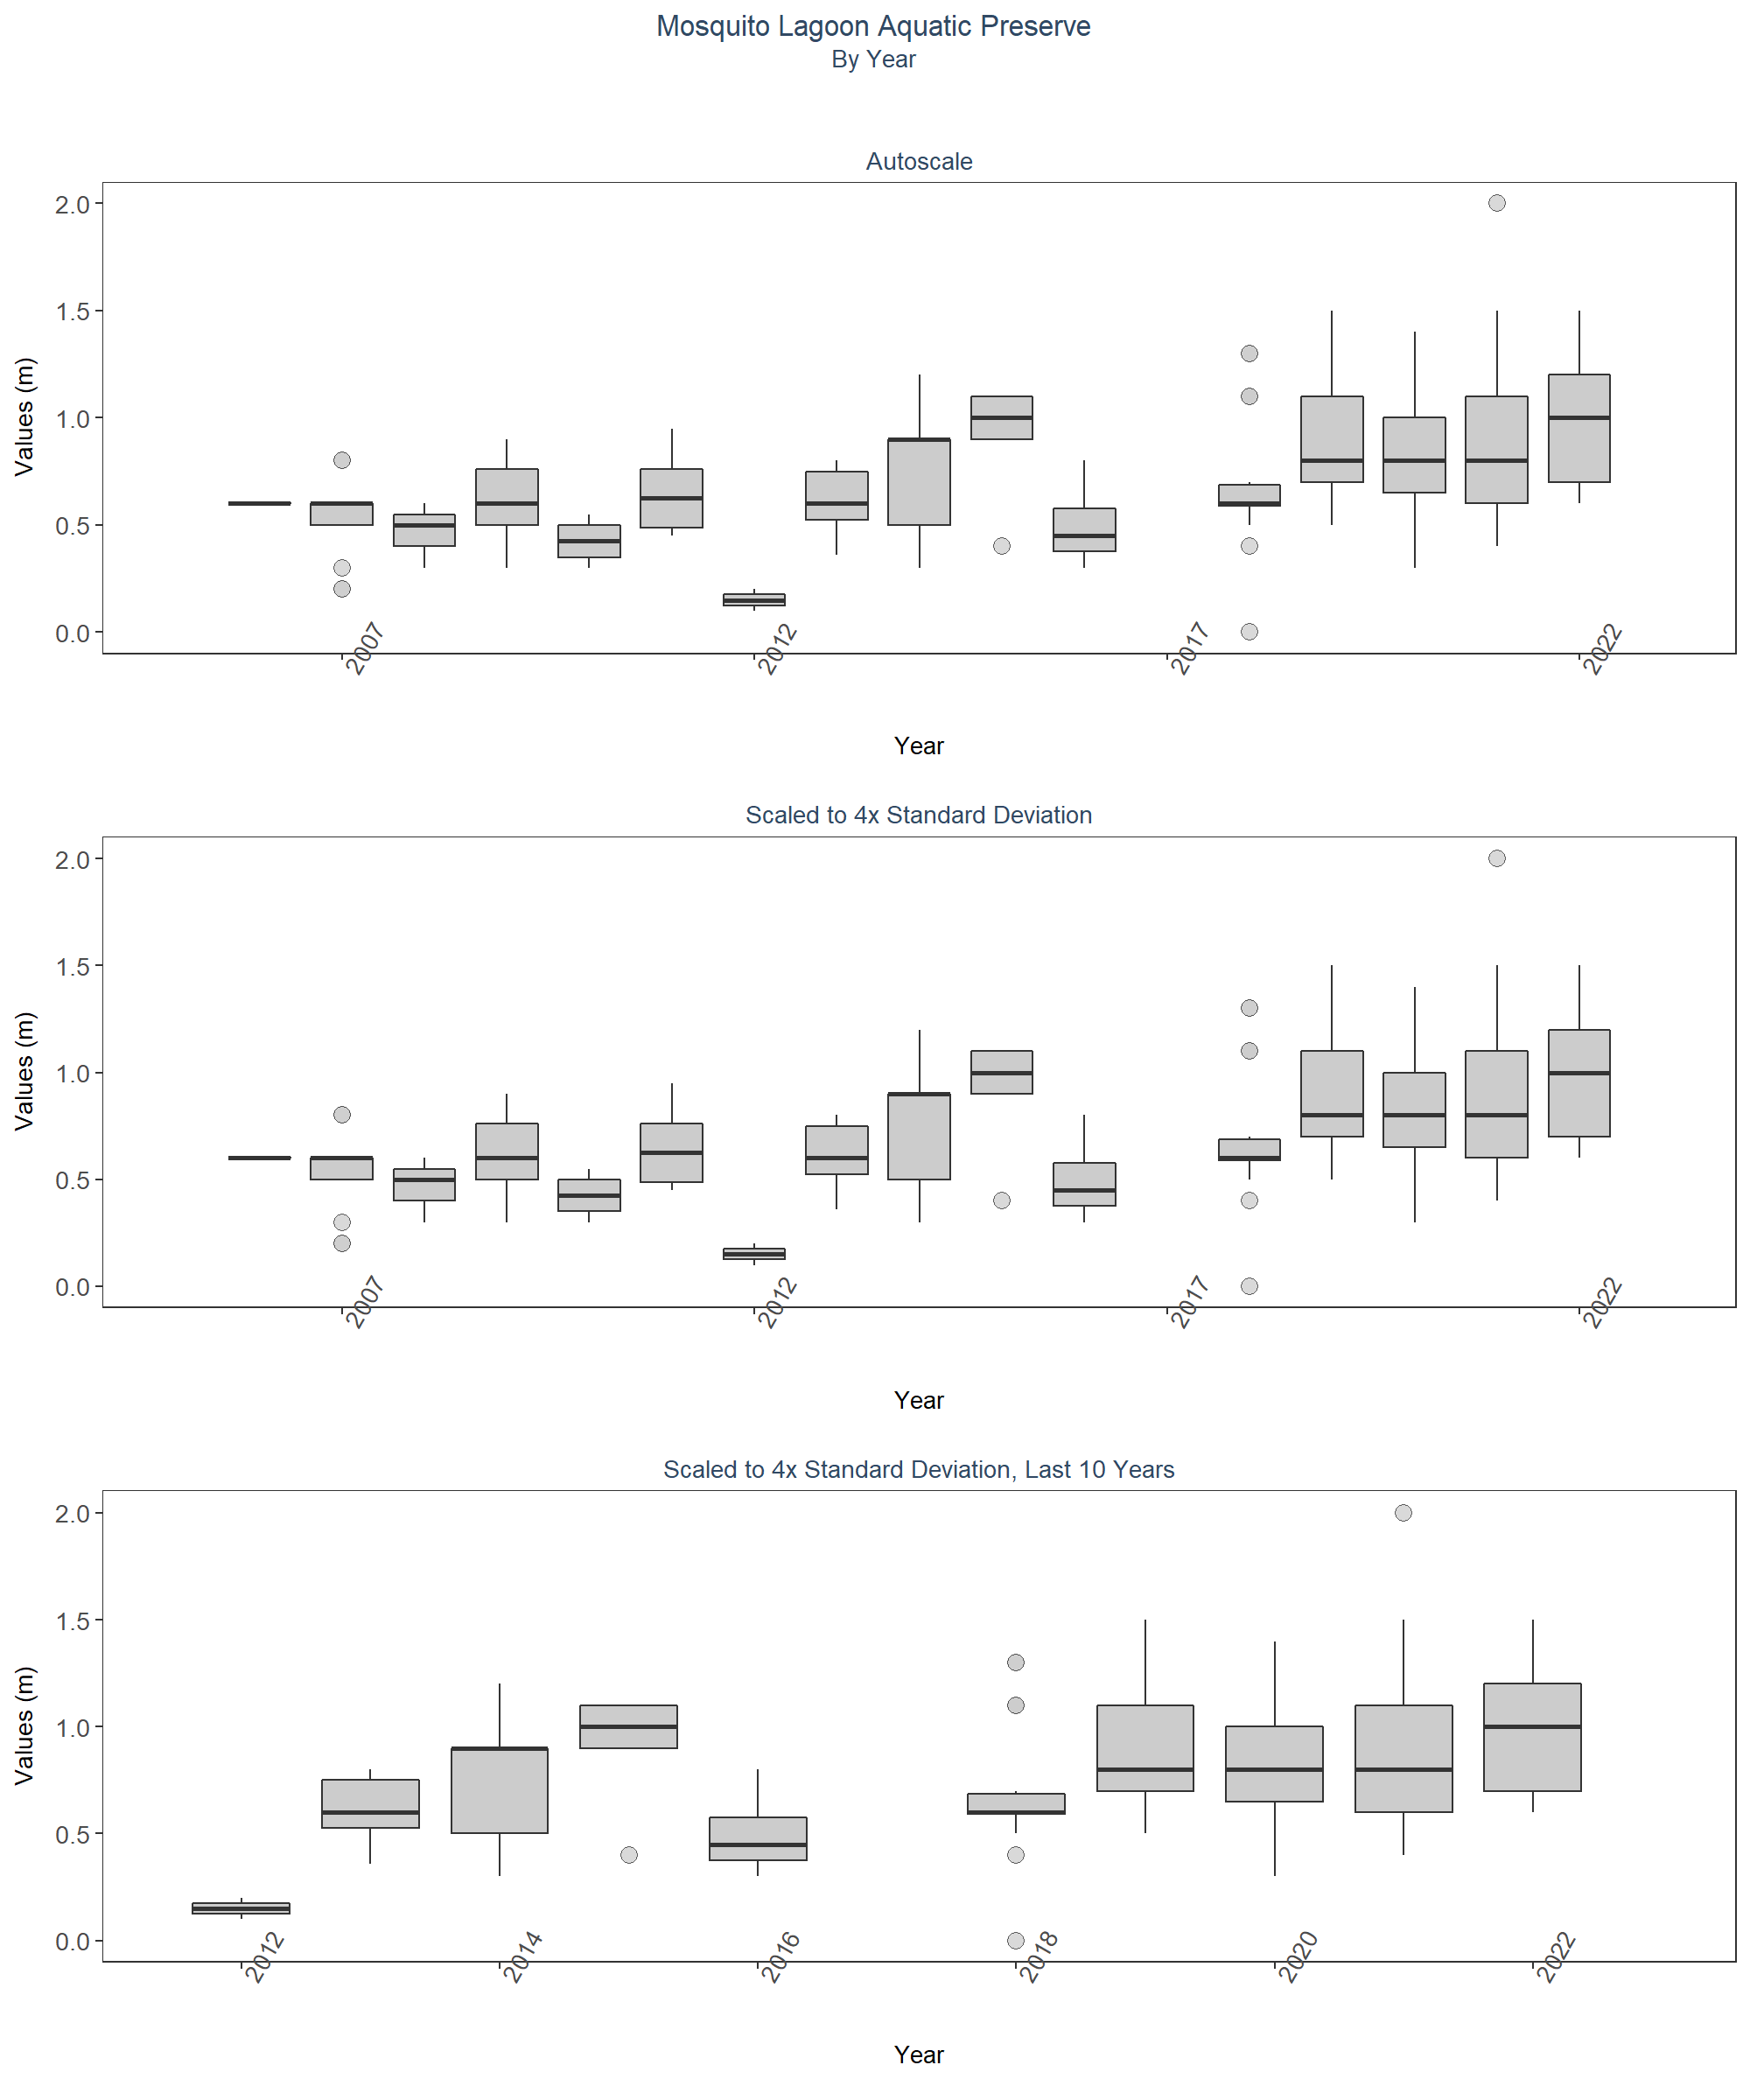 Mosquito Lagoon Aquatic Preserve
By Year
Autoscale
Values (m)
2.0
1.5
1.0
0.5
0.0
2007
2012
2017
2022
Year
Scaled to 4x Standard Deviation
Values (m)
2.0
1.5
1.0
0.5
0.0
2007
2012
2017
2022
Year
Scaled to 4x Standard Deviation, Last 10 Years
Values (m)
2.0
1.5
1.0
0.5
0.0
2012
2014
2016
2018
2020
2022
Year